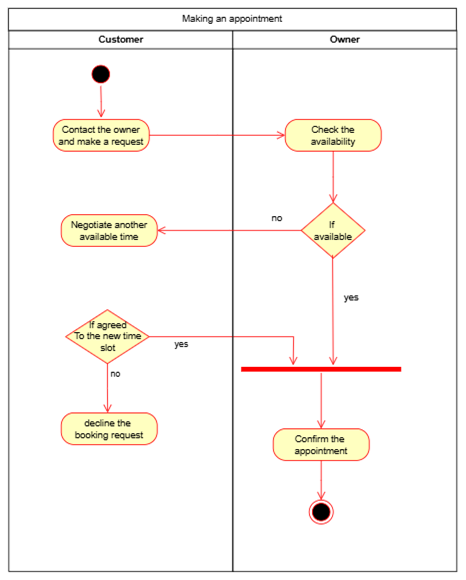 Making an appointment
Customer
Owner
Contact the owner
and make a request
Check the
availability
Negotiate another
available time
no
If
available
yes
If agreed
To the new time
slot
yes
no
decline the
booking request
Confirm the
appointment